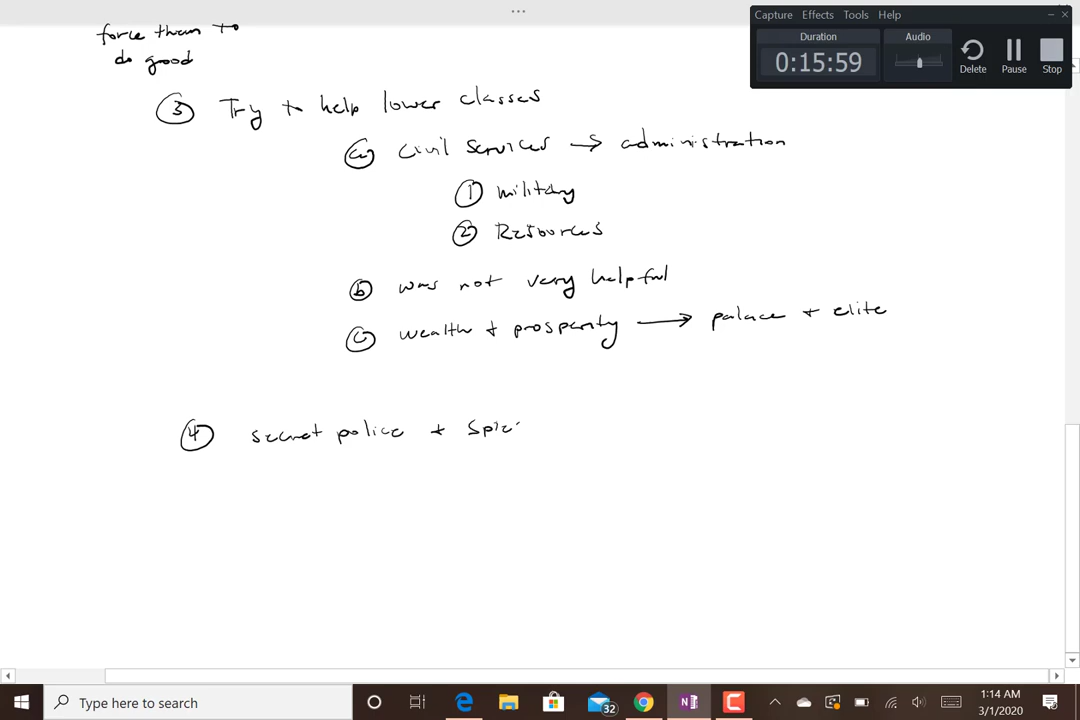 Capture Effects Tools Help
Duration
Audio
0:15:59
Delete Pause Stop
force than to
do good
③ Try to help lower classes
ⓐ Civil Services → administration
① Military
② Resources
ⓑ was not very helpful
ⓒ wealth + prosperity → palace + elite
④ secret police + Spie
Type here to search
32
1:14 AM
3/1/2020